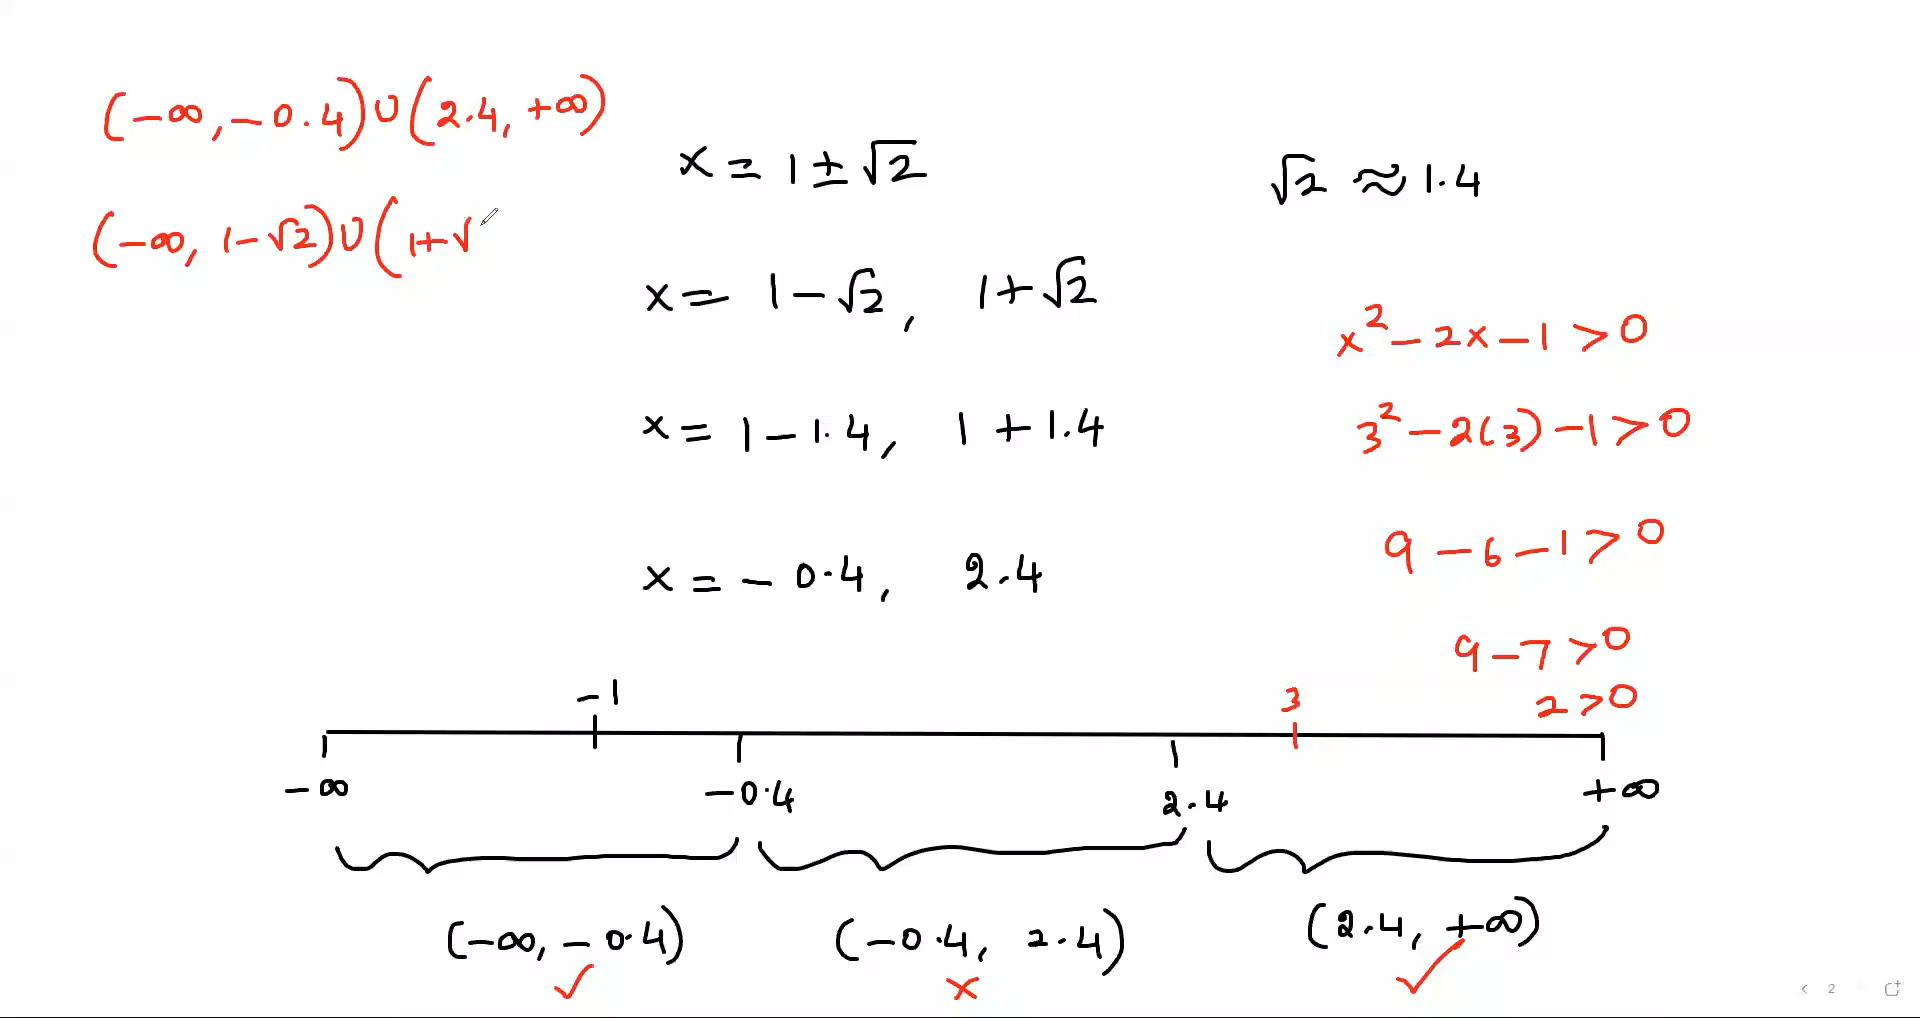 (-∞, -0.4)∪(2.4, +∞)
(-∞, 1-√2)∪(1+√
x = 1 ± √2
√2 ≈ 1.4
x = 1 - √2, 1 + √2
x = 1 - 1.4, 1 + 1.4
x = -0.4, 2.4
x² - 2x - 1 > 0
3² - 2(3) - 1 > 0
9 - 6 - 1 > 0
9 - 7 > 0
2 > 0
-1 3
-∞ -0.4 2.4 +∞
(-∞, -0.4) (-0.4, 2.4) (2.4, +∞)
✓ × ✓
< 2